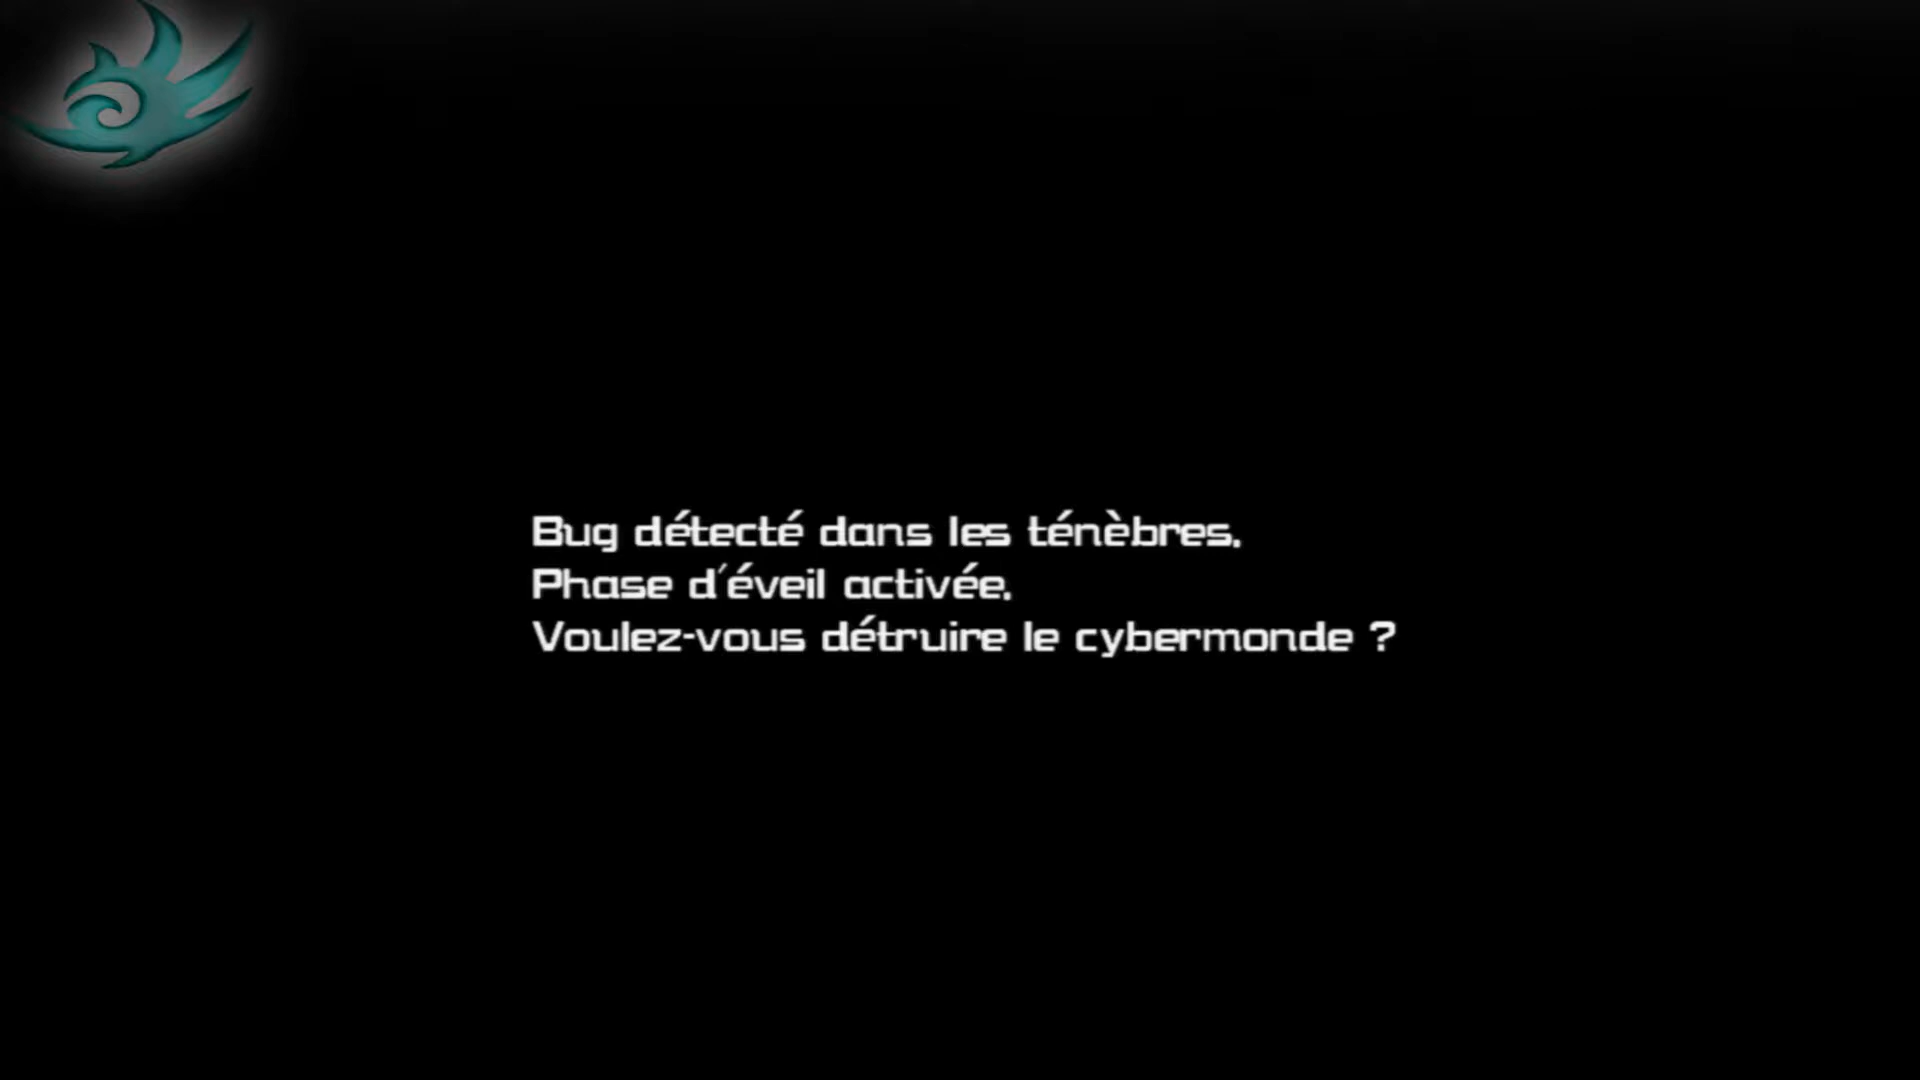 Bug détecté dans les ténèbres.
Phase d'éveil activée.
Voulez-vous détruire le cybermonde ?